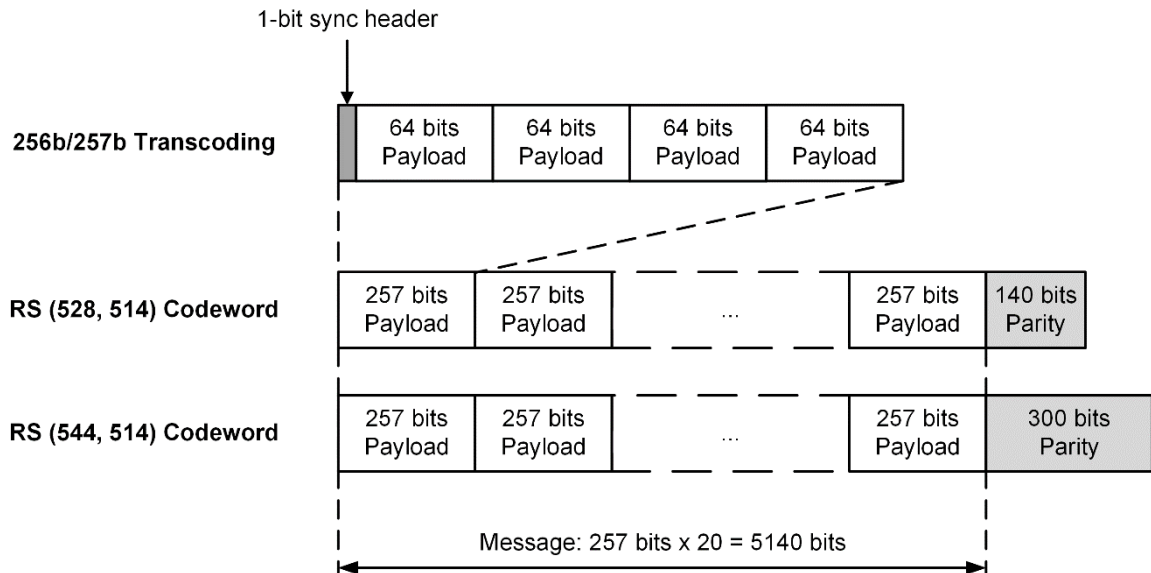 1-bit sync header
256b/257b Transcoding
64 bits
Payload
64 bits
Payload
64 bits
Payload
64 bits
Payload
RS (528, 514) Codeword
257 bits
Payload
257 bits
Payload
...
257 bits
Payload
140 bits
Parity
RS (544, 514) Codeword
257 bits
Payload
257 bits
Payload
...
257 bits
Payload
300 bits
Parity
Message: 257 bits x 20 = 5140 bits